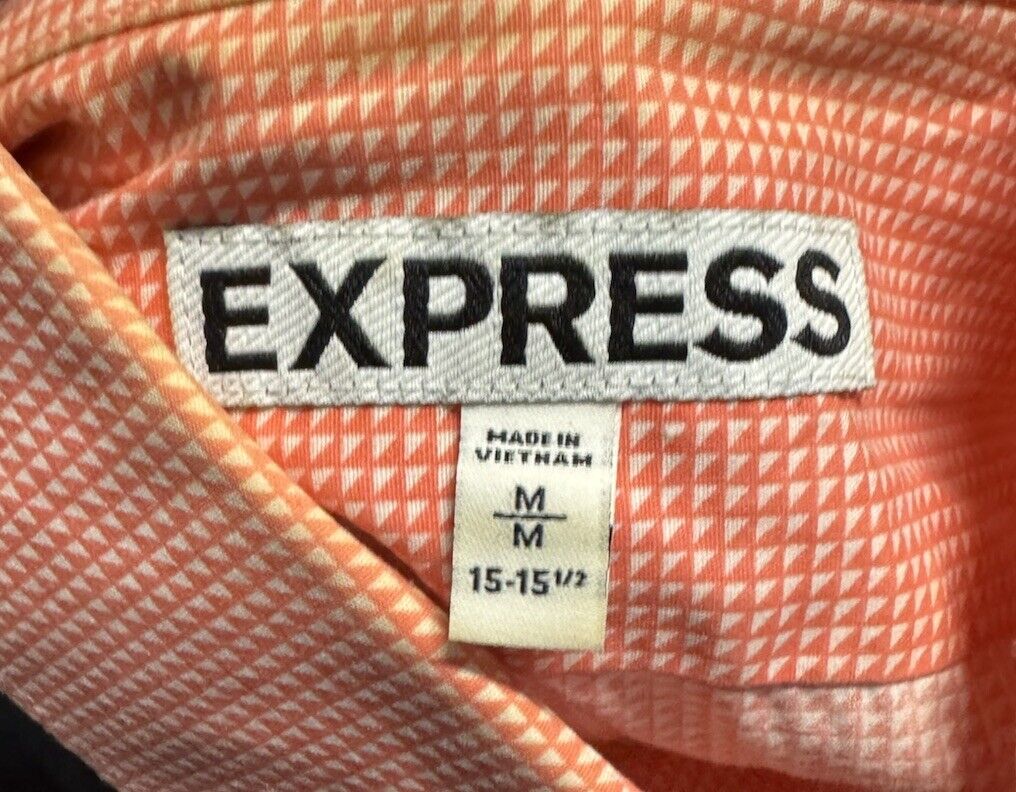 EXPRESS
MADE IN
VIETNAM
M
M
15-15 1/2